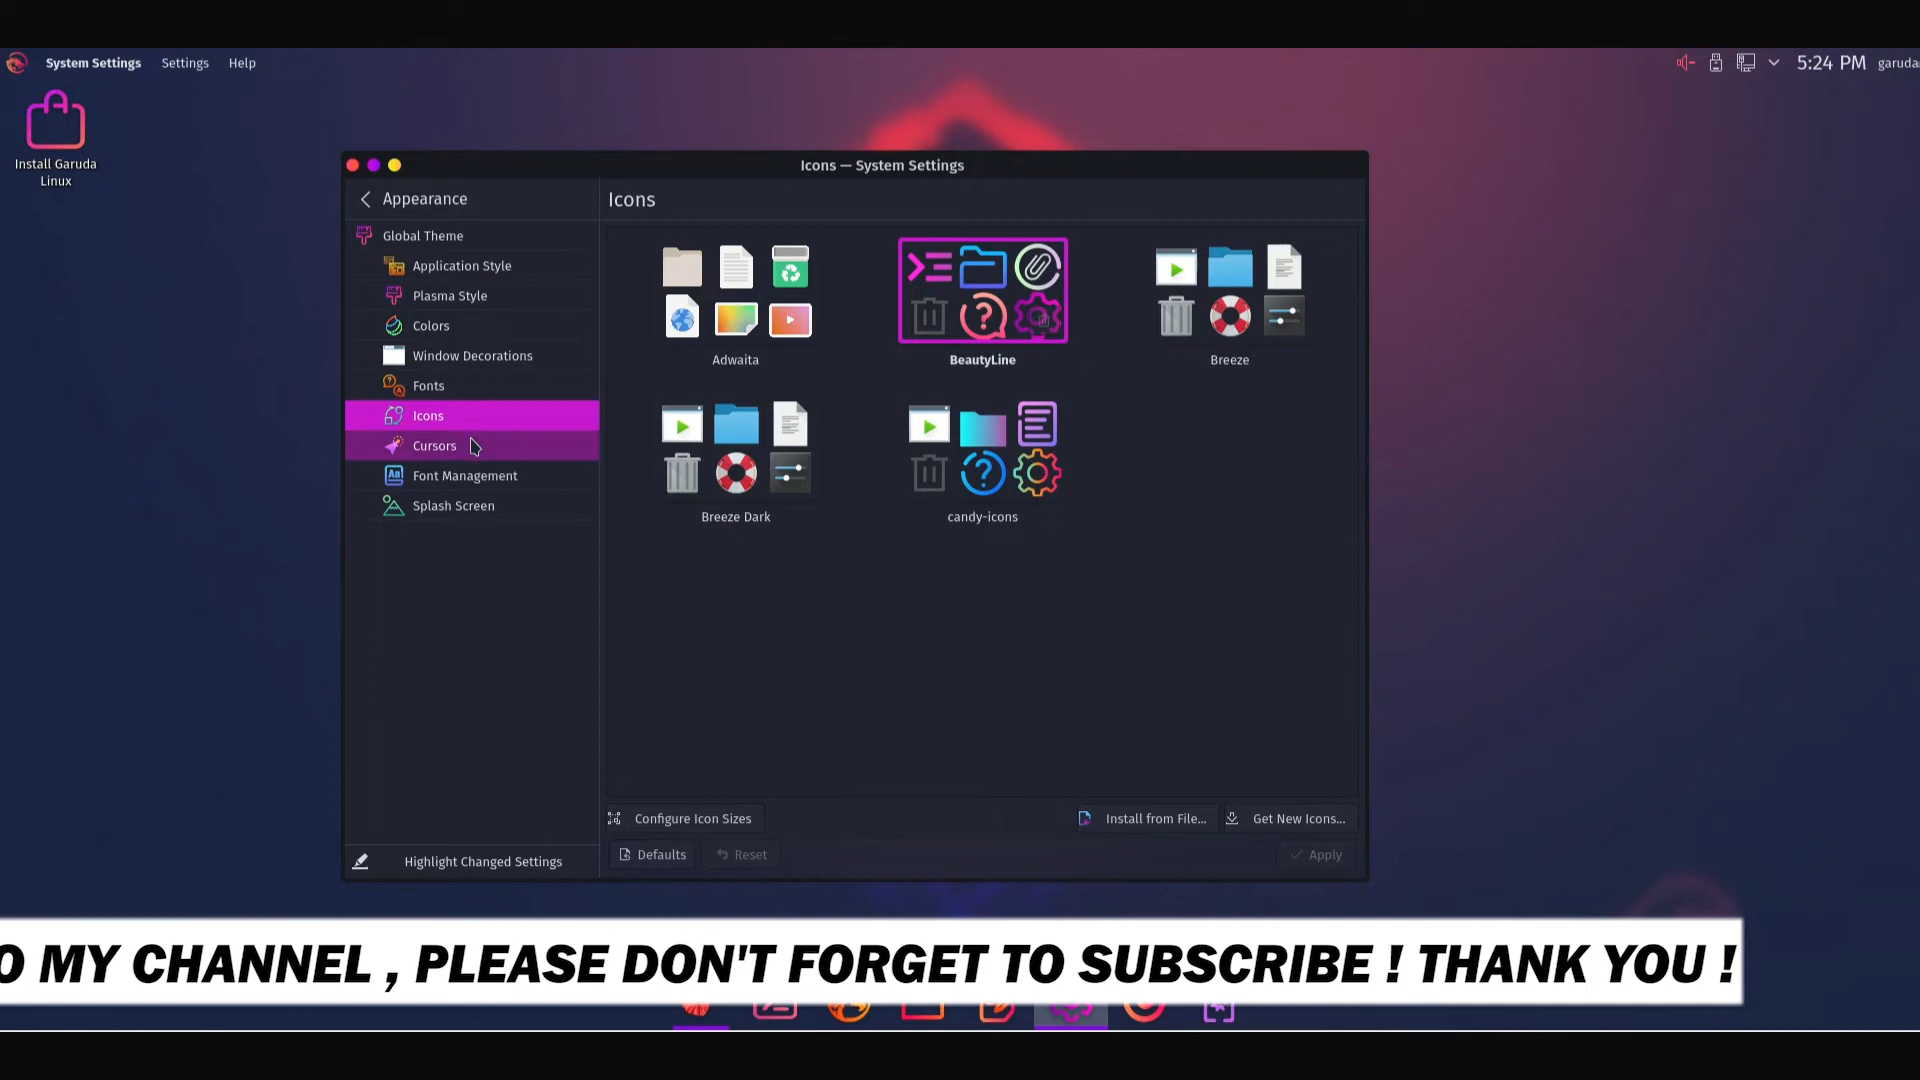 System Settings
Settings
Help
5:24 PM
garuda
Install Garuda
Linux
Icons — System Settings
Appearance
Icons
Global Theme
Application Style
Plasma Style
Colors
Window Decorations
Fonts
Icons
Cursors
Font Management
Splash Screen
Adwaita
BeautyLine
Breeze
Breeze Dark
candy-icons
Configure Icon Sizes
Install from File...
Get New Icons...
Defaults
Reset
Apply
Highlight Changed Settings
O MY CHANNEL , PLEASE DON'T FORGET TO SUBSCRIBE ! THANK YOU !